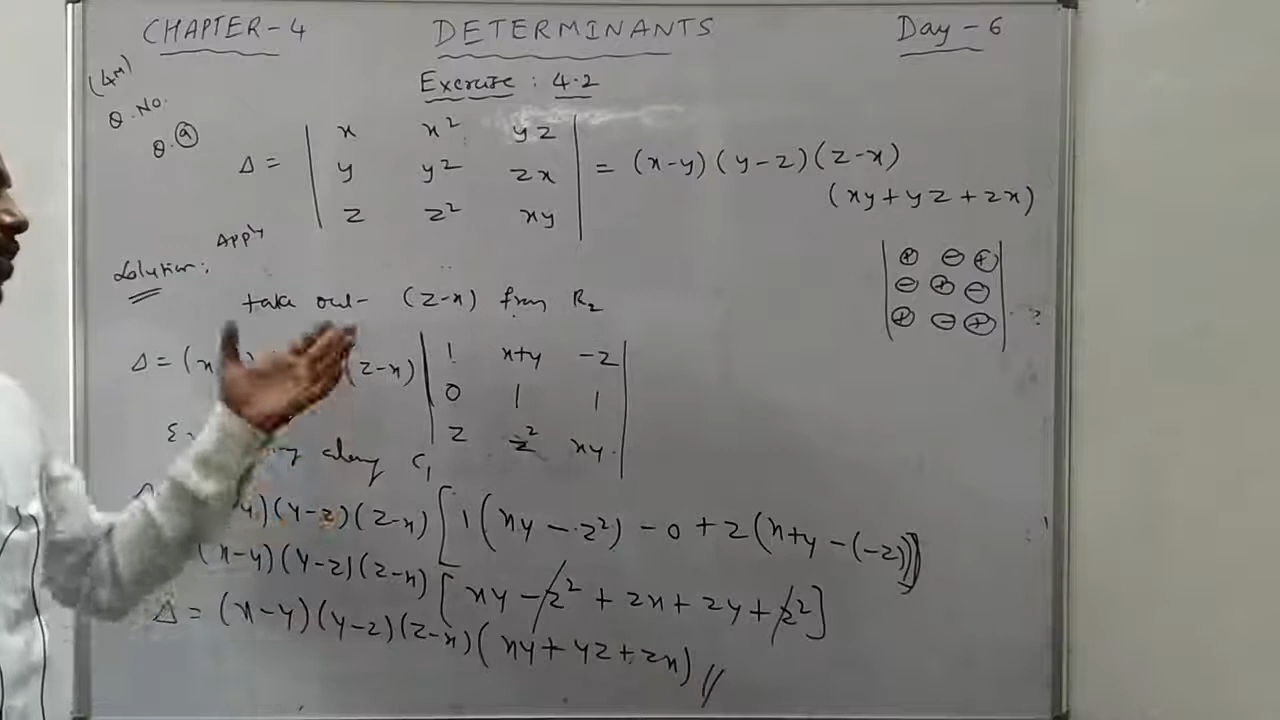 CHAPTER-4 DETERMINANTS Day-6
(4M)
Exercise : 4.2
Q.No.
Q.⑨
Δ = | x x² yz | = (x-y)(y-z)(z-x)
| y y² zx | (xy+yz+zx)
| z z² xy |
Apply
Solution:
| ⊕ ⊖ ⊕ |
| ⊖ ⊕ ⊖ |
| ⊕ ⊖ ⊕ | ?
take out (z-x) from R₂
Δ = (x (z-x) | 1 x+y -z |
| 0 1 1 |
| z z² xy |
along C₁
y)(y-z)(z-x) [1(xy - z²) - 0 + z(x+y-(-z))]
(x-y)(y-z)(z-x) [xy - z² + zx + zy + z²]
Δ = (x-y)(y-z)(z-x)(xy+yz+zx)//